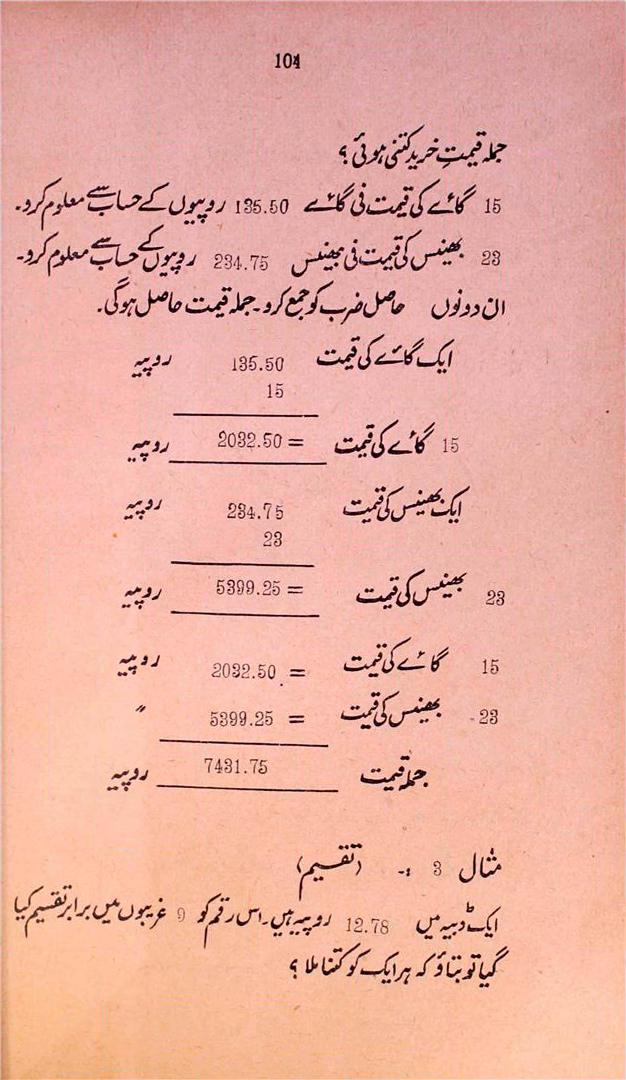 104
جملہ قیمتِ خرید کتنی ہوئی ؟
15 گائے کی قیمت فی گائے 135.50 روپیوں کے حساب سے معلوم کرو۔
23 بھینس کی قیمت فی بھینس 234.75 روپیوں کے حساب سے معلوم کرو۔
ان دونوں حاصل ضرب کو جمع کرو۔ جملہ قیمت حاصل ہوگی۔
ایک گائے کی قیمت 135.50 روپیہ
15
15 گائے کی قیمت = 2032.50 روپیہ
ایک بھینس کی قیمت 234.75 روپیہ
23
23 بھینس کی قیمت = 5399.25 روپیہ
15 گائے کی قیمت = 2032.50 روپیہ
23 بھینس کی قیمت = 5399.25 〃
جملہ قیمت 7431.75 روپیہ
مثال 3 :- (تقسیم)
ایک ڈبیہ میں 12.78 روپیہ ہیں۔ اس رقم کو 9 غریبوں میں برابر تقسیم کیا
گیا تو بتاؤ کہ ہر ایک کو کتنا ملا ؟